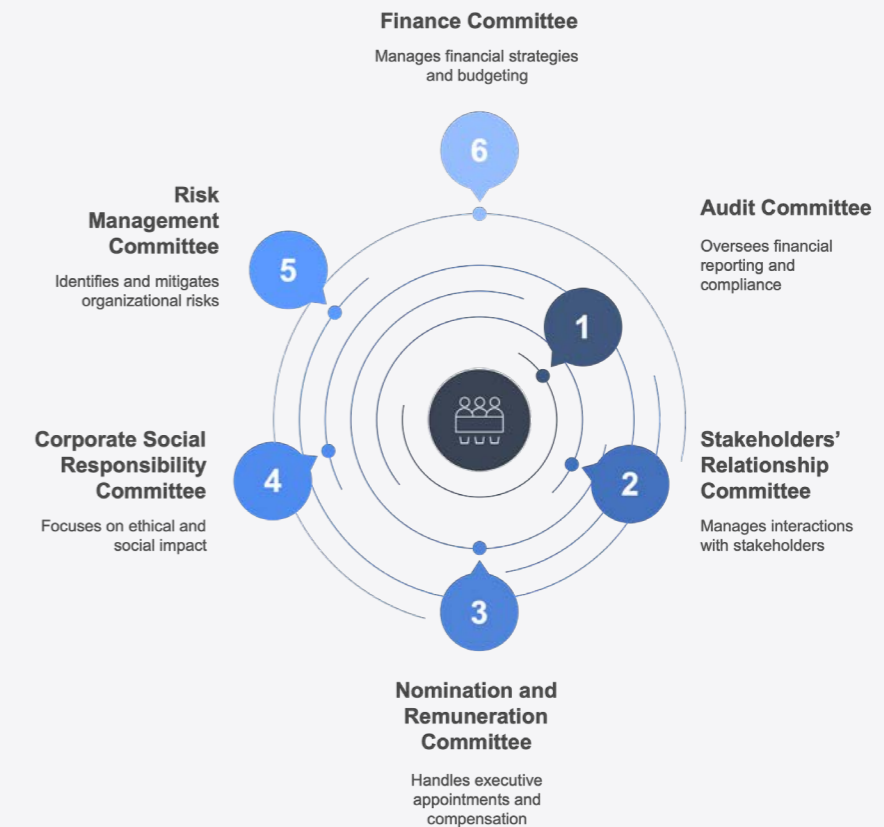 Finance Committee
Manages financial strategies
and budgeting
6
Risk
Management
Committee
Identifies and mitigates
organizational risks
5
Audit Committee
Oversees financial
reporting and
compliance
1
Corporate Social
Responsibility
Committee
Focuses on ethical and
social impact
4
Stakeholders’
Relationship
Committee
Manages interactions
with stakeholders
2
3
Nomination and
Remuneration
Committee
Handles executive
appointments and
compensation